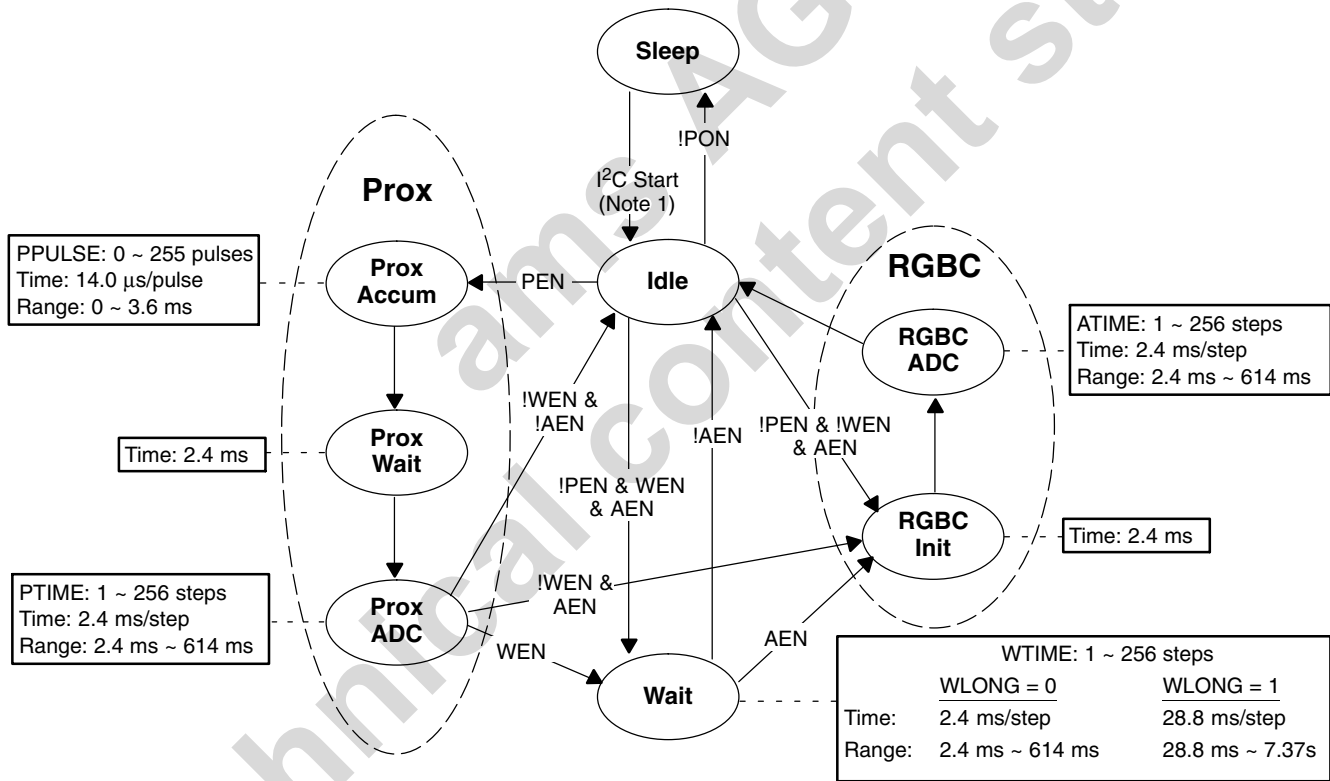 Sleep
!PON
I²C Start
(Note 1)
Prox
PPULSE: 0 ~ 255 pulses
Time: 14.0 μs/pulse
Range: 0 ~ 3.6 ms
Prox
Accum
PEN
Idle
RGBC
RGBC
ADC
ATIME: 1 ~ 256 steps
Time: 2.4 ms/step
Range: 2.4 ms ~ 614 ms
!WEN &
!AEN
!AEN
!PEN & !WEN
& AEN
Time: 2.4 ms
Prox
Wait
!PEN & WEN
& AEN
RGBC
Init
Time: 2.4 ms
PTIME: 1 ~ 256 steps
Time: 2.4 ms/step
Range: 2.4 ms ~ 614 ms
Prox
ADC
!WEN &
AEN
WEN
AEN
Wait
WTIME: 1 ~ 256 steps
WLONG = 0 WLONG = 1
Time: 2.4 ms/step 28.8 ms/step
Range: 2.4 ms ~ 614 ms 28.8 ms ~ 7.37s
ams AG
hnical content st